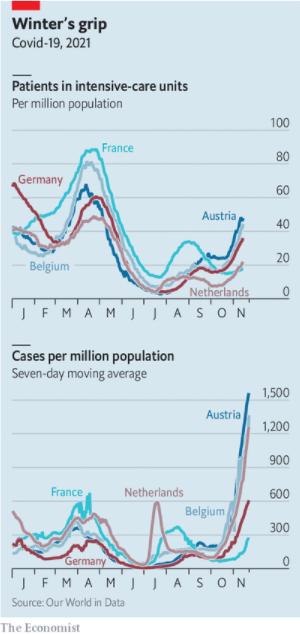 Winter's grip
Covid-19, 2021
Patients in intensive-care units
Per million population
100
France
80
Germany
60
Austria
40
Belgium
20
Netherlands
0
J F M A M J J A S O N
Cases per million population
Seven-day moving average
1,500
Austria
1,200
900
France
Netherlands
600
Belgium
300
Germany
0
J F M A M J J A S O N
Source: Our World in Data
The Economist